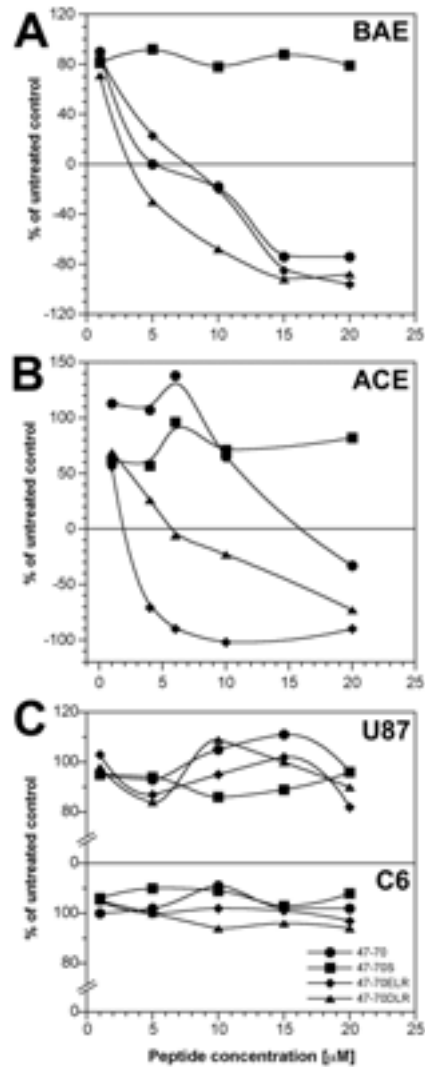 A
BAE
120
80
40
0
-40
-80
-120
% of untreated control
0 5 10 15 20 25
B
ACE
150
100
50
0
-50
-100
% of untreated control
0 5 10 15 20 25
C
U87
120
100
80
0
C6
100
80
0
% of untreated control
47-70
47-70S
47-70ELR
47-70DLR
0 5 10 15 20 25
Peptide concentration [µM]